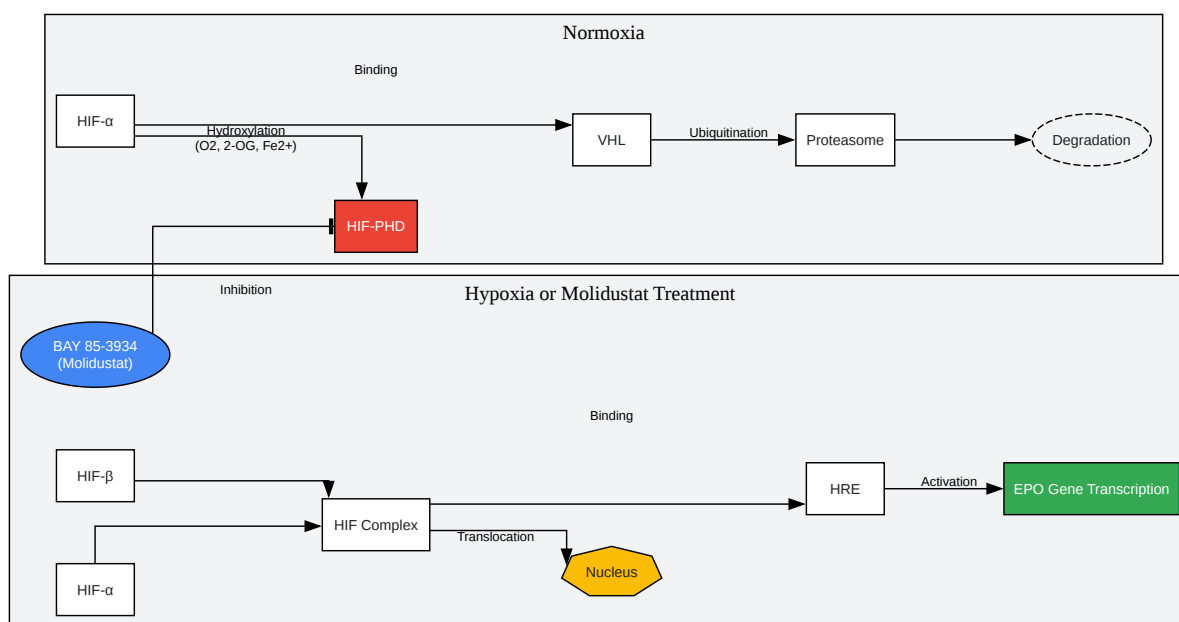 Normoxia
Binding
HIF-α
Hydroxylation
(O2, 2-OG, Fe2+)
VHL
Ubiquitination
Proteasome
Degradation
HIF-PHD
Inhibition
Hypoxia or Molidustat Treatment
BAY 85-3934
(Molidustat)
Binding
HIF-β
HIF Complex
Translocation
HRE
Activation
EPO Gene Transcription
Nucleus
HIF-α